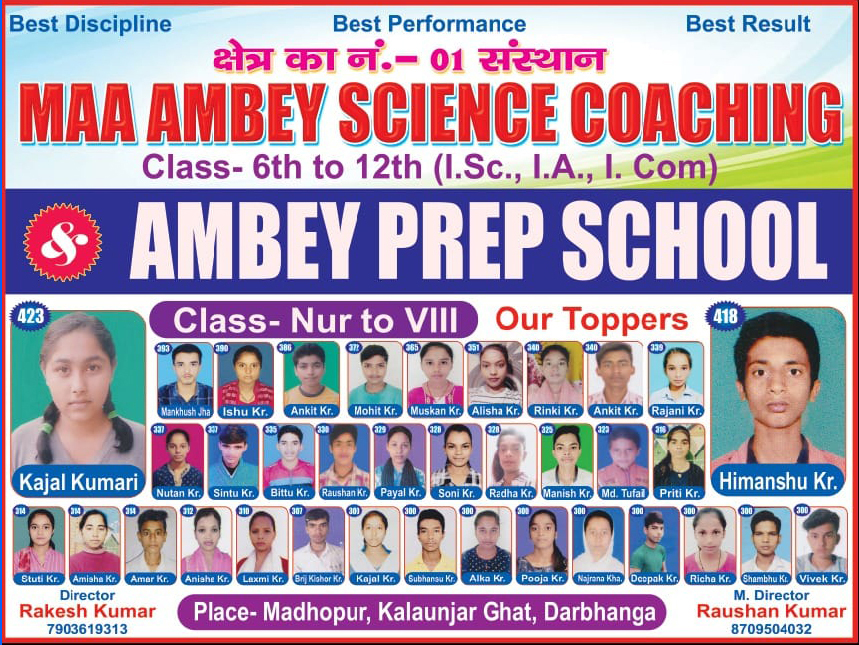 Best Discipline Best Performance Best Result
क्षेत्र का नं.- 01 संस्थान
MAA AMBEY SCIENCE COACHING
Class- 6th to 12th (I.Sc., I.A., I. Com)
& AMBEY PREP SCHOOL
423 Class- Nur to VIII Our Toppers 418
393 390 386 372 365 351 340 340 339
Mankhush Jha Ishu Kr. Ankit Kr. Mohit Kr. Muskan Kr. Alisha Kr. Rinki Kr. Ankit Kr. Rajani Kr.
337 337 335 330 329 328 328 325 323 316
Kajal Kumari Nutan Kr. Sintu Kr. Bittu Kr. Raushan Kr. Payal Kr. Soni Kr. Radha Kr. Manish Kr. Md. Tufail Priti Kr. Himanshu Kr.
314 314 314 312 310 307 301 300 300 300 300 300 300 300 300
Stuti Kr. Amisha Kr. Amar Kr. Anisha Kr. Laxmi Kr. Brij Kishor Kr. Kajal Kr. Subhansu Kr. Alka Kr. Pooja Kr. Najrana Kha. Deepak Kr. Richa Kr. Shambhu Kr. Vivek Kr.
Director
Rakesh Kumar
7903619313
Place- Madhopur, Kalaunjar Ghat, Darbhanga
M. Director
Raushan Kumar
8709504032